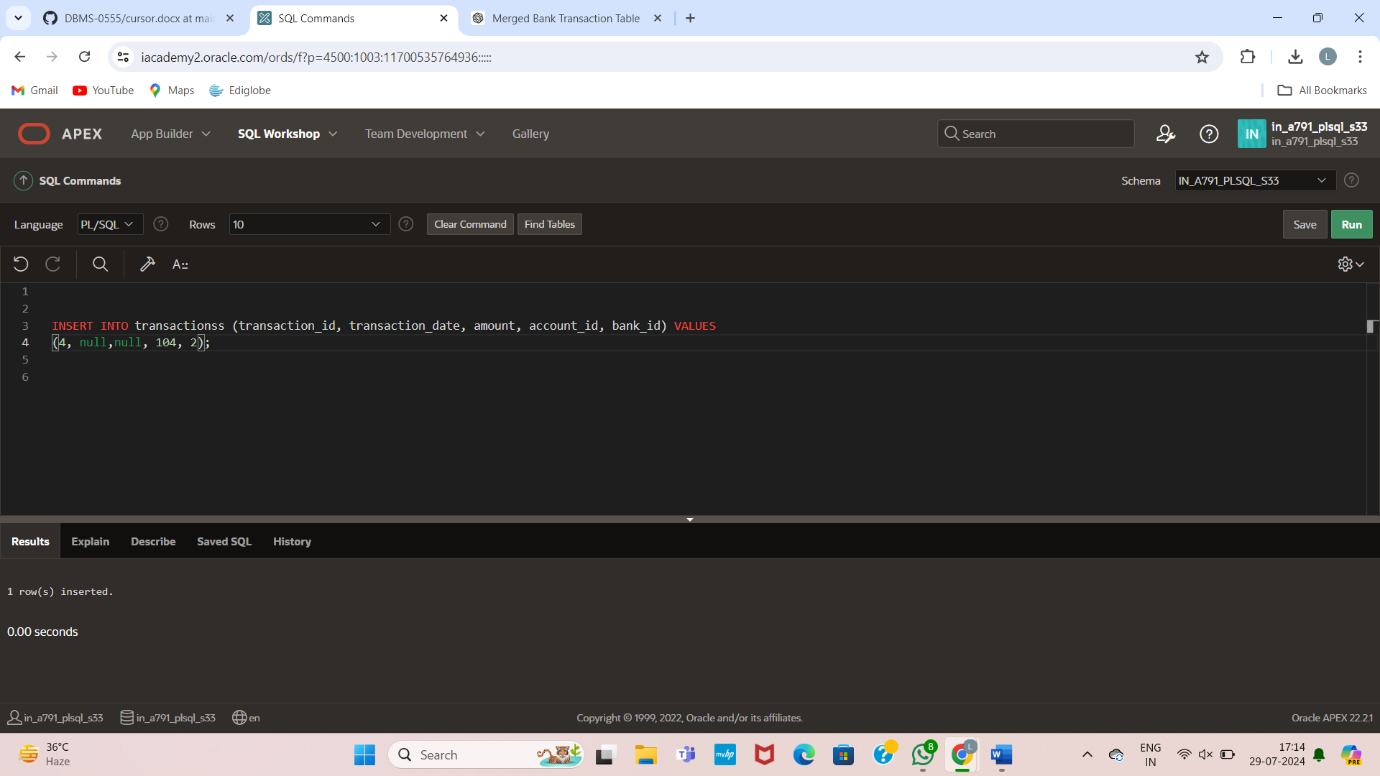 DBMS-0555/cursor.docx at mai
SQL Commands
Merged Bank Transaction Table
iacademy2.oracle.com/ords/f?p=4500:1003:11700535764936:::::
L
Gmail
YouTube
Maps
Ediglobe
All Bookmarks
APEX
App Builder
SQL Workshop
Team Development
Gallery
Search
IN
in_a791_plsql_s33
in_a791_plsql_s33
SQL Commands
Schema
IN_A791_PLSQL_S33
Language
PL/SQL
Rows
10
Clear Command
Find Tables
Save
Run
A::
1
2
3 INSERT INTO transactionss (transaction_id, transaction_date, amount, account_id, bank_id) VALUES
4 (4, null,null, 104, 2);
5
6
Results
Explain
Describe
Saved SQL
History
1 row(s) inserted.
0.00 seconds
in_a791_plsql_s33
in_a791_plsql_s33
en
Copyright © 1999, 2022, Oracle and/or its affiliates.
Oracle APEX 22.2.1
36°C
Haze
Search
myhp
8
L
ENG
IN
17:14
29-07-2024
PRE